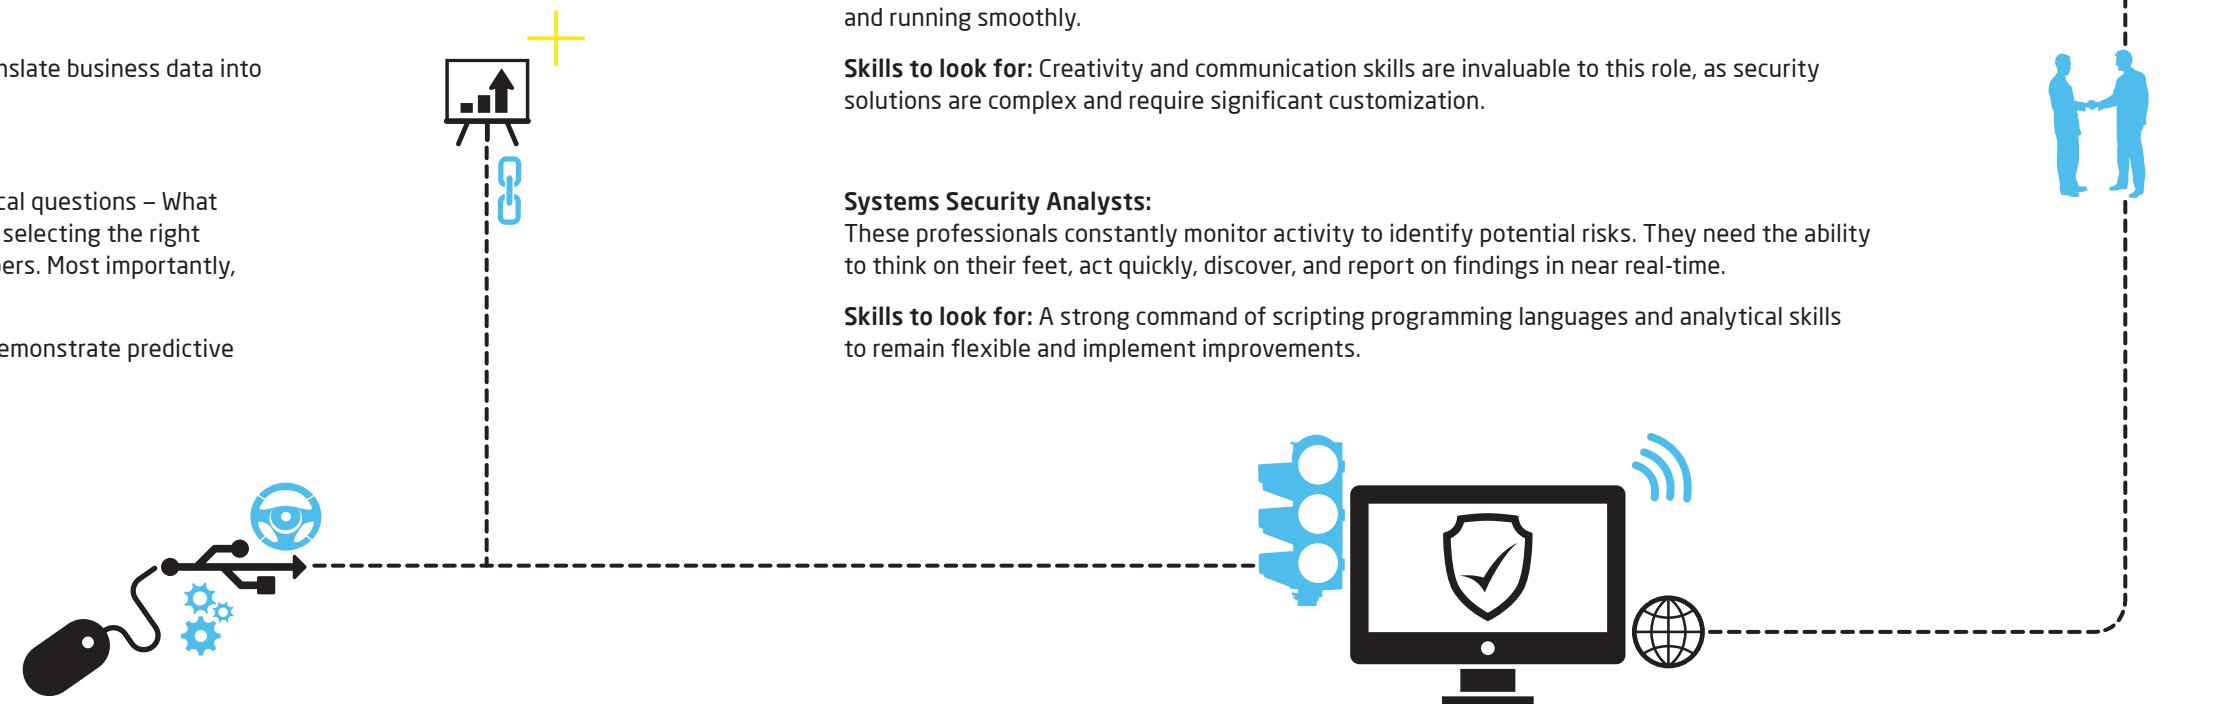 nslate business data into
cal questions – What
selecting the right
ers. Most importantly,
emonstrate predictive
and running smoothly.
Skills to look for: Creativity and communication skills are invaluable to this role, as security
solutions are complex and require significant customization.
Systems Security Analysts:
These professionals constantly monitor activity to identify potential risks. They need the ability
to think on their feet, act quickly, discover, and report on findings in near real-time.
Skills to look for: A strong command of scripting programming languages and analytical skills
to remain flexible and implement improvements.